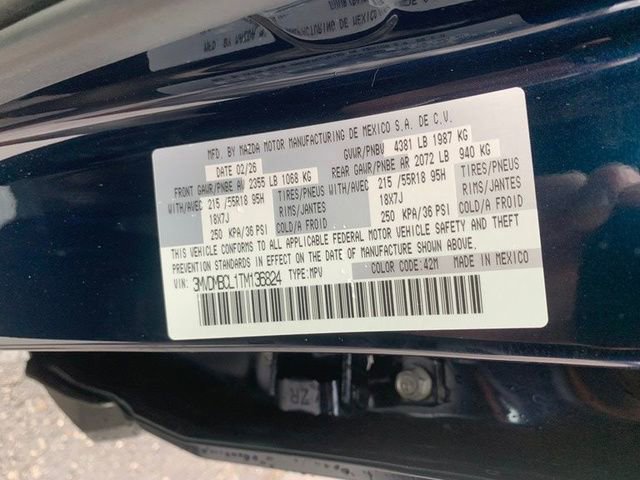 MFD. BY MAZDA MOTOR MANUFACTURING DE MEXICO S.A. DE C.V.
DATE 02/26 GVWR/PNBV 4381 LB 1987 KG
FRONT GAWR/PNBE AV 2355 LB 1068 KG REAR GAWR/PNBE AR 2072 LB 940 KG
WITH/AVEC 215 /55R18 95H TIRES/PNEUS WITH/AVEC 215 /55R18 95H TIRES/PNEUS
18X7J RIMS/JANTES 18X7J RIMS/JANTES
250 KPA/36 PSI COLD/A FROID 250 KPA/36 PSI COLD/A FROID
THIS VEHICLE CONFORMS TO ALL APPLICABLE FEDERAL MOTOR VEHICLE SAFETY AND THEFT
PREVENTION STANDARDS IN EFFECT ON THE DATE OF MANUFACTURE SHOWN ABOVE.
VIN: 3MVDMBCL1TM136824 TYPE: MPV COLOR CODE: 42M MADE IN MEXICO
ZR